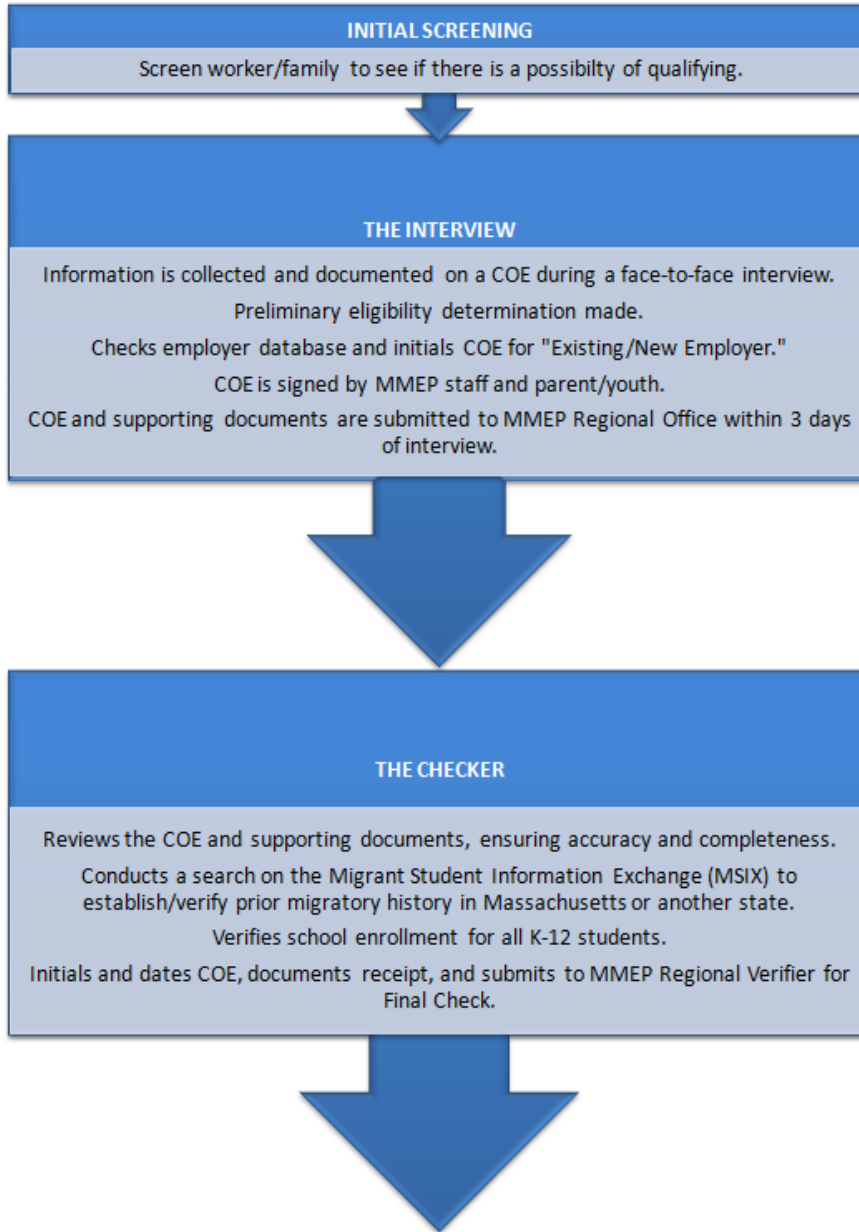 INITIAL SCREENING
Screen worker/family to see if there is a possibilty of qualifying.
THE INTERVIEW
Information is collected and documented on a COE during a face-to-face interview.
Preliminary eligibility determination made.
Checks employer database and initials COE for "Existing/New Employer."
COE is signed by MMEP staff and parent/youth.
COE and supporting documents are submitted to MMEP Regional Office within 3 days
of interview.
THE CHECKER
Reviews the COE and supporting documents, ensuring accuracy and completeness.
Conducts a search on the Migrant Student Information Exchange (MSIX) to
establish/verify prior migratory history in Massachusetts or another state.
Verifies school enrollment for all K-12 students.
Initials and dates COE, documents receipt, and submits to MMEP Regional Verifier for
Final Check.